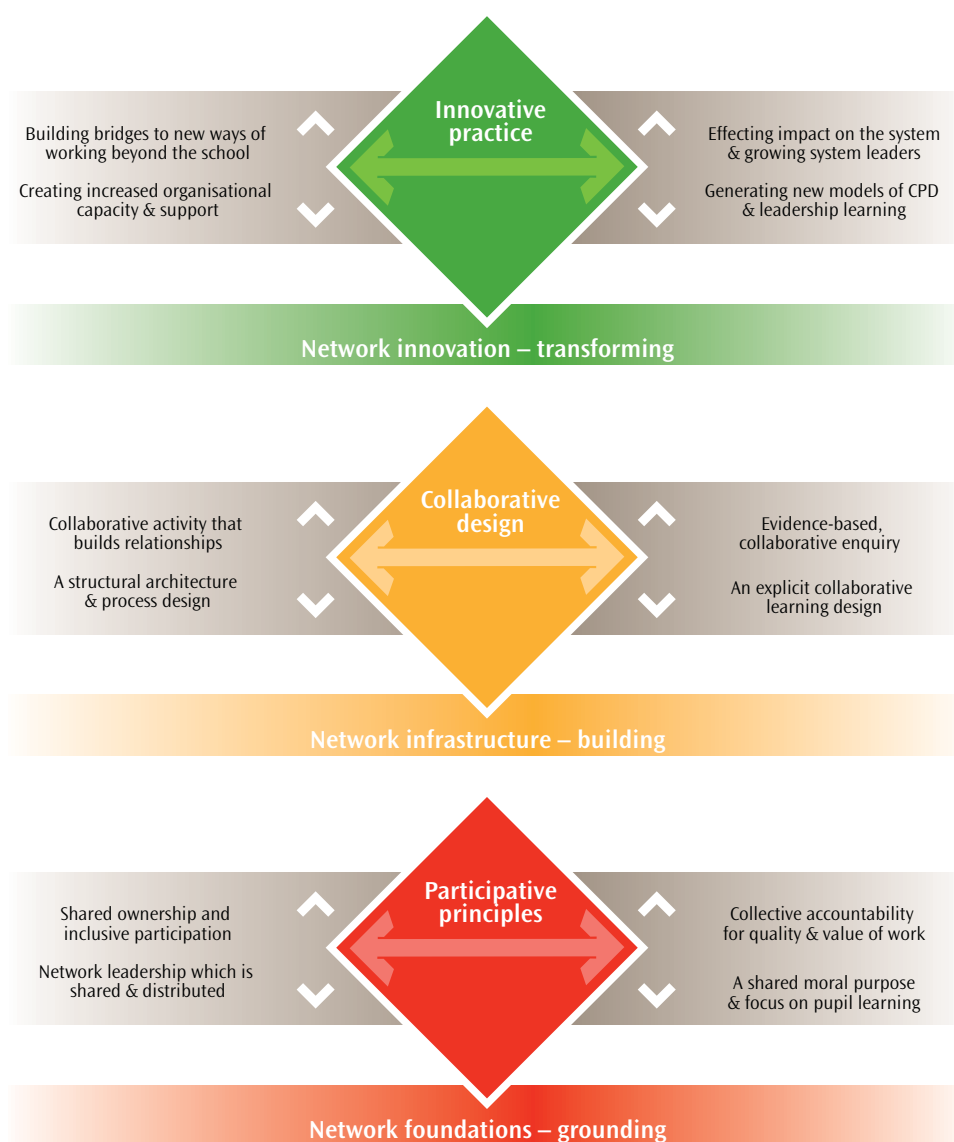 Innovative
practice
Building bridges to new ways of
working beyond the school
Creating increased organisational
capacity & support
Effecting impact on the system
& growing system leaders
Generating new models of CPD
& leadership learning
Network innovation – transforming
Collaborative
design
Collaborative activity that
builds relationships
A structural architecture
& process design
Evidence-based,
collaborative enquiry
An explicit collaborative
learning design
Network infrastructure – building
Participative
principles
Shared ownership and
inclusive participation
Network leadership which is
shared & distributed
Collective accountability
for quality & value of work
A shared moral purpose
& focus on pupil learning
Network foundations – grounding